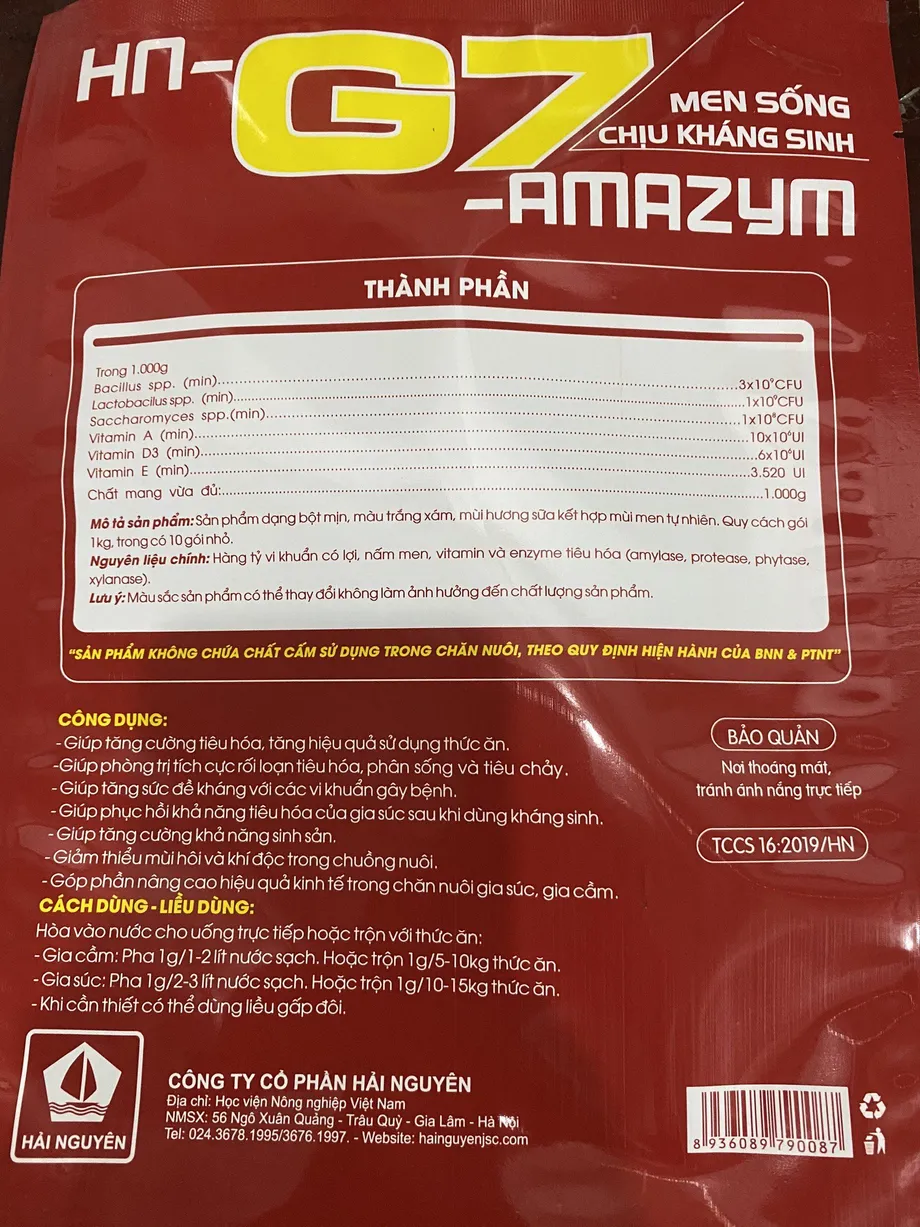 HN-G7
MEN SỐNG
CHỊU KHÁNG SINH
-AMAZYM
THÀNH PHẦN
Trong 1.000g
Bacillus spp. (min)..........3x10⁹CFU
Lactobacilus spp. (min)..........1x10⁹CFU
Saccharomyces spp.(min)..........1x10⁸CFU
Vitamin A (min)..........10x10⁶UI
Vitamin D3 (min)..........6x10⁶UI
Vitamin E (min)..........3.520 UI
Chất mang vừa đủ:..........1.000g
Mô tả sản phẩm: Sản phẩm dạng bột mịn, màu trắng xám, mùi hương sữa kết hợp mùi men tự nhiên. Quy cách gói
1kg, trong có 10 gói nhỏ.
Nguyên liệu chính: Hàng tỷ vi khuẩn có lợi, nấm men, vitamin và enzyme tiêu hóa (amylase, protease, phytase,
xylanase).
Lưu ý: Màu sắc sản phẩm có thể thay đổi không làm ảnh hưởng đến chất lượng sản phẩm.
"SẢN PHẨM KHÔNG CHỨA CHẤT CẤM SỬ DỤNG TRONG CHĂN NUÔI, THEO QUY ĐỊNH HIỆN HÀNH CỦA BNN & PTNT"
CÔNG DỤNG:
- Giúp tăng cường tiêu hóa, tăng hiệu quả sử dụng thức ăn.
-Giúp phòng trị tích cực rối loạn tiêu hóa, phân sống và tiêu chảy.
- Giúp tăng sức đề kháng với các vi khuẩn gây bệnh.
- Giúp phục hồi khả năng tiêu hóa của gia súc sau khi dùng kháng sinh.
- Giúp tăng cường khả năng sinh sản.
- Giảm thiểu mùi hôi và khí độc trong chuồng nuôi.
- Góp phần nâng cao hiệu quả kinh tế trong chăn nuôi gia súc, gia cầm.
BẢO QUẢN
Nơi thoáng mát,
tránh ánh nắng trực tiếp
TCCS 16:2019/HN
CÁCH DÙNG - LIỀU DÙNG:
Hòa vào nước cho uống trực tiếp hoặc trộn với thức ăn:
- Gia cầm: Pha 1g/1-2 lít nước sạch. Hoặc trộn 1g/5-10kg thức ăn.
- Gia súc: Pha 1g/2-3 lít nước sạch. Hoặc trộn 1g/10-15kg thức ăn.
- Khi cần thiết có thể dùng liều gấp đôi.
HẢI NGUYÊN
CÔNG TY CỔ PHẦN HẢI NGUYÊN
Địa chỉ: Học viện Nông nghiệp Việt Nam
NMSX: 56 Ngô Xuân Quảng - Trâu Quỳ - Gia Lâm - Hà Nội
Tel: 024.3678.1995/3676.1997. - Website: hainguyenjsc.com
8 936089 790087